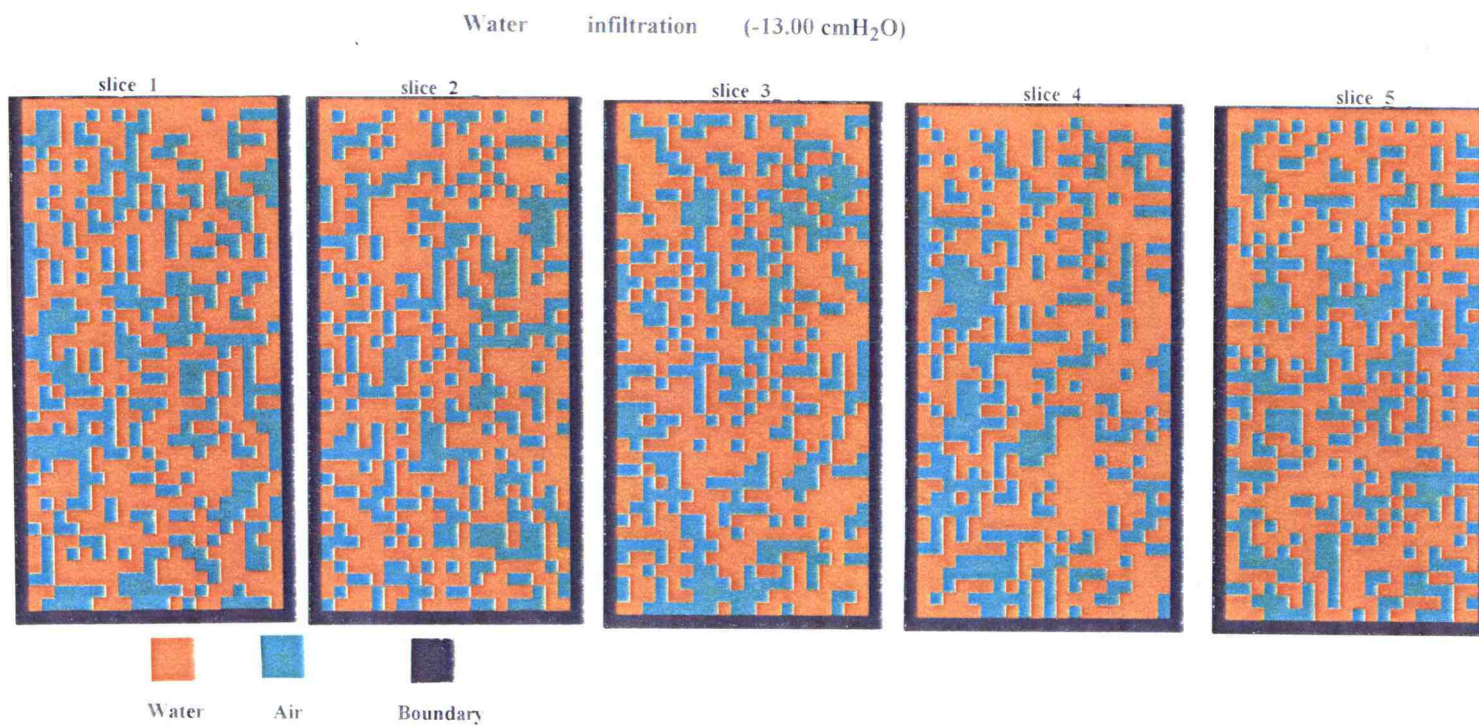 Water infiltration (-13.00 cmH₂O)
slice 1
slice 2
slice 3
slice 4
slice 5
Water
Air
Boundary